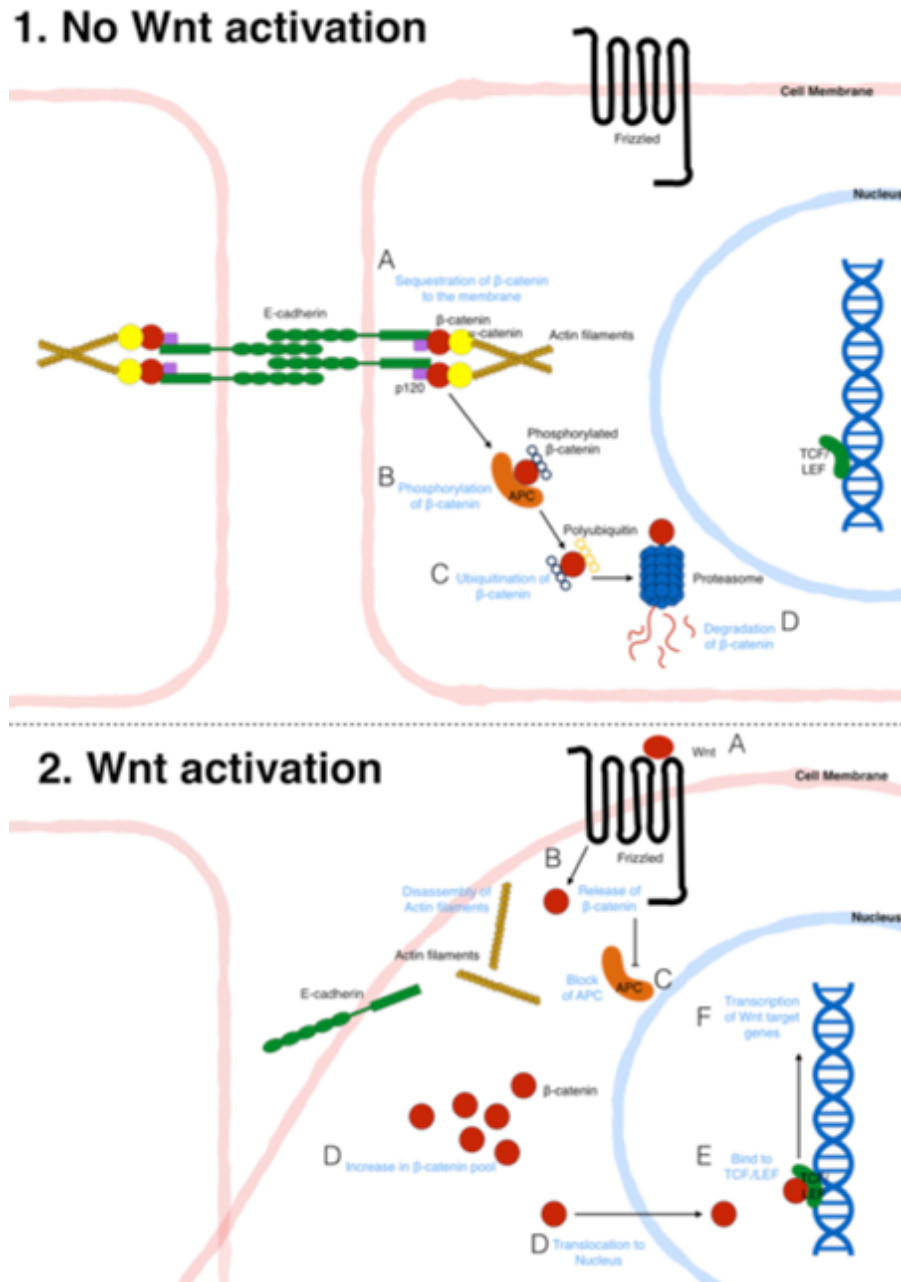 1. No Wnt activation
Cell Membrane
Frizzled
Nucleus
A
Sequestration of β-catenin
to the membrane
E-cadherin
β-catenin
α-catenin
Actin filaments
p120
TCF/
LEF
Phosphorylated
β-catenin
B
Phosphorylation
of β-catenin
APC
Polyubiquitin
C
Ubiquitination of
β-catenin
Proteasome
D
Degradation
of β-catenin
2. Wnt activation
Wnt
A
Cell Membrane
B
Frizzled
Disassembly of
Actin filaments
Release of
β-catenin
Nucleus
Actin filaments
E-cadherin
Block
of APC
APC
C
F
Transcription
of Wnt target
genes
β-catenin
D
Increase in β-catenin pool
E
Bind to
TCF/LEF
TCF/
LEF
D
Translocation to
Nucleus